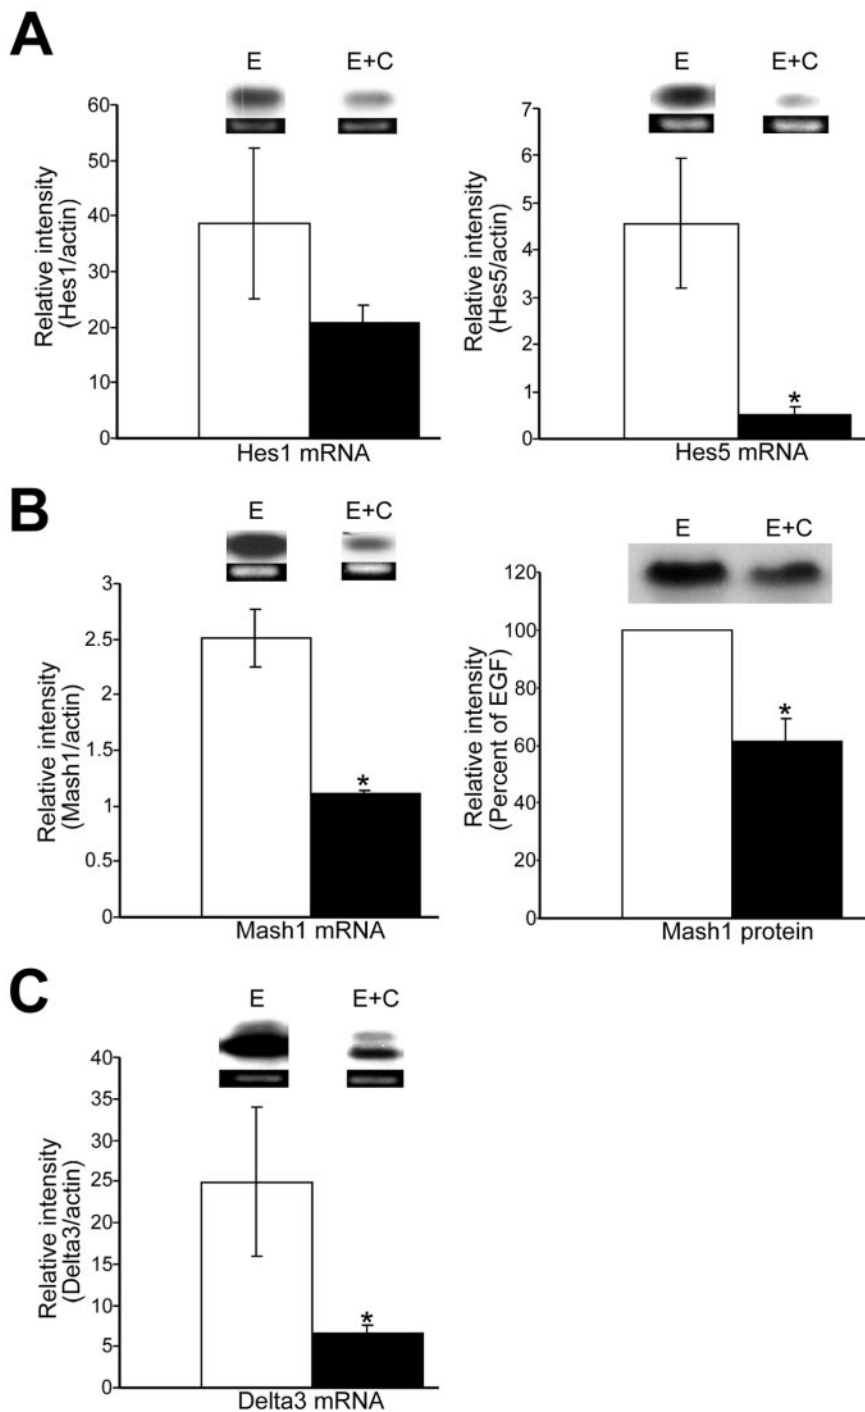 A
E E+C
60
50
40
30
20
10
0
Relative intensity
(Hes1/actin)
Hes1 mRNA
E E+C
7
6
5
4
3
2
1
0
Relative intensity
(Hes5/actin)
*
Hes5 mRNA
B
E E+C
3
2.5
2
1.5
1
0.5
0
Relative intensity
(Mash1/actin)
*
Mash1 mRNA
E E+C
120
100
80
60
40
20
0
Relative intensity
(Percent of EGF)
*
Mash1 protein
C
E E+C
40
35
30
25
20
15
10
5
0
Relative intensity
(Delta3/actin)
*
Delta3 mRNA